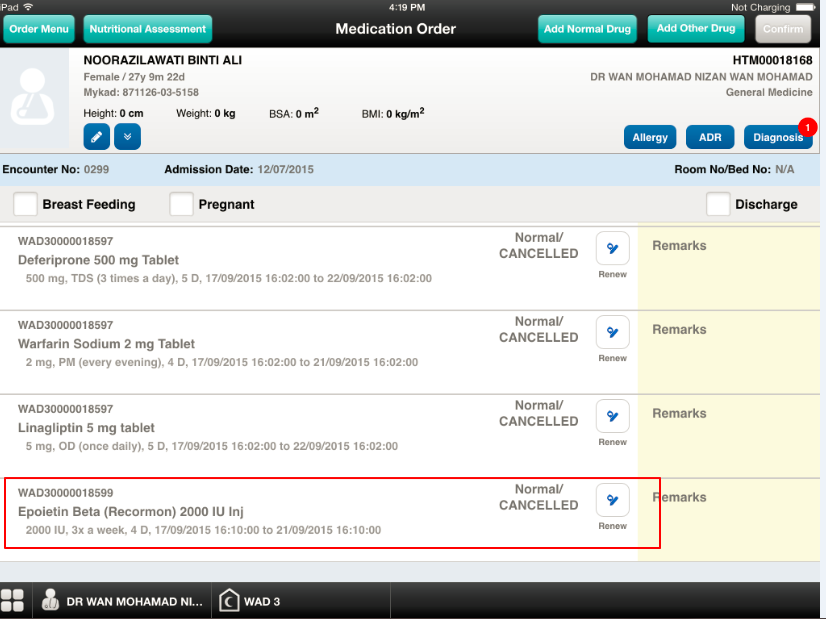 iPad 4:19 PM Not Charging
Order Menu Nutritional Assessment Medication Order Add Normal Drug Add Other Drug Confirm
NOORAZILAWATI BINTI ALI HTM00018168
Female / 27y 9m 22d DR WAN MOHAMAD NIZAN WAN MOHAMAD
Mykad: 871126-03-5158 General Medicine
Height: 0 cm Weight: 0 kg BSA: 0 m² BMI: 0 kg/m²
1
Allergy ADR Diagnosis
Encounter No: 0299 Admission Date: 12/07/2015 Room No/Bed No: N/A
Breast Feeding Pregnant Discharge
WAD30000018597 Normal/
Deferiprone 500 mg Tablet CANCELLED Remarks
500 mg, TDS (3 times a day), 5 D, 17/09/2015 16:02:00 to 22/09/2015 16:02:00 Renew
WAD30000018597 Normal/
Warfarin Sodium 2 mg Tablet CANCELLED Remarks
2 mg, PM (every evening), 4 D, 17/09/2015 16:02:00 to 21/09/2015 16:02:00 Renew
WAD30000018597 Normal/
Linagliptin 5 mg tablet CANCELLED Remarks
5 mg, OD (once daily), 5 D, 17/09/2015 16:02:00 to 22/09/2015 16:02:00 Renew
WAD30000018599 Normal/
Epoietin Beta (Recormon) 2000 IU Inj CANCELLED Remarks
2000 IU, 3x a week, 4 D, 17/09/2015 16:10:00 to 21/09/2015 16:10:00 Renew
DR WAN MOHAMAD NI... WAD 3